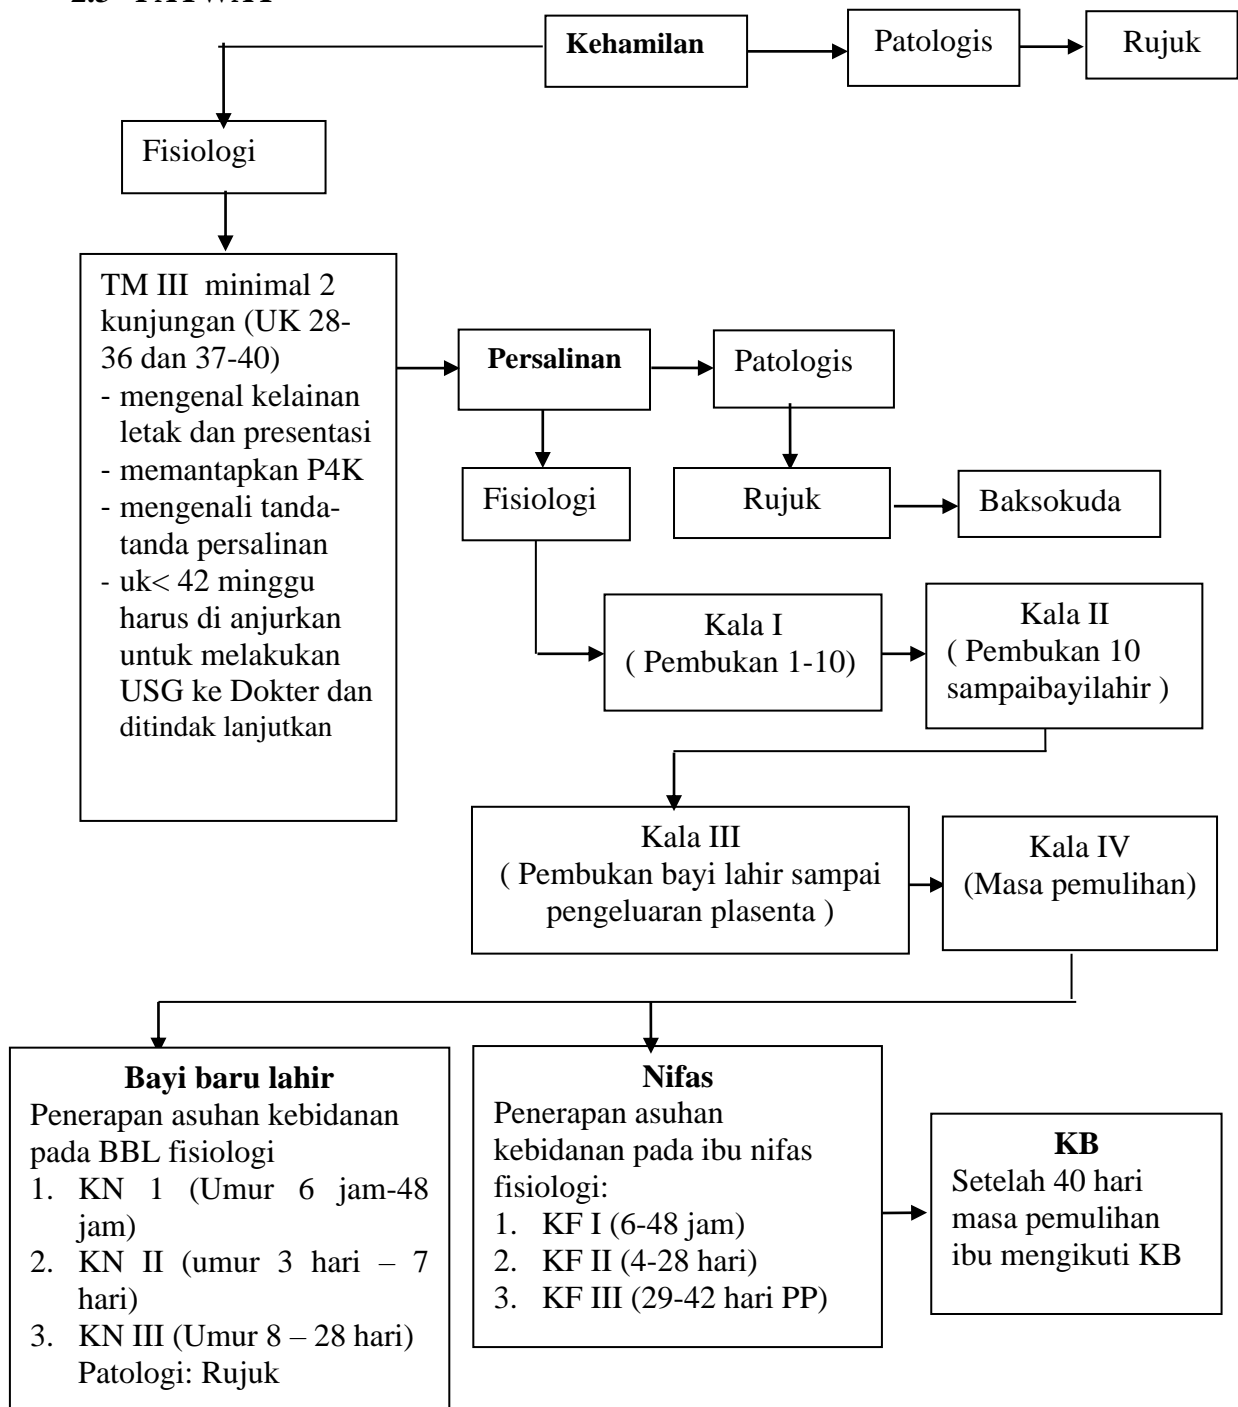 Kehamilan
Patologis
Rujuk
Fisiologi
TM III minimal 2
kunjungan (UK 28-
36 dan 37-40)
- mengenal kelainan
letak dan presentasi
- memantapkan P4K
- mengenali tanda-
tanda persalinan
- uk< 42 minggu
harus di anjurkan
untuk melakukan
USG ke Dokter dan
ditindak lanjutkan
Persalinan
Patologis
Fisiologi
Rujuk
Baksokuda
Kala I
( Pembukan 1-10)
Kala II
( Pembukan 10
sampaibayilahir )
Kala III
( Pembukan bayi lahir sampai
pengeluaran plasenta )
Kala IV
(Masa pemulihan)
Bayi baru lahir
Penerapan asuhan kebidanan
pada BBL fisiologi
1. KN 1 (Umur 6 jam-48
jam)
2. KN II (umur 3 hari – 7
hari)
3. KN III (Umur 8 – 28 hari)
Patologi: Rujuk
Nifas
Penerapan asuhan
kebidanan pada ibu nifas
fisiologi:
1. KF I (6-48 jam)
2. KF II (4-28 hari)
3. KF III (29-42 hari PP)
KB
Setelah 40 hari
masa pemulihan
ibu mengikuti KB